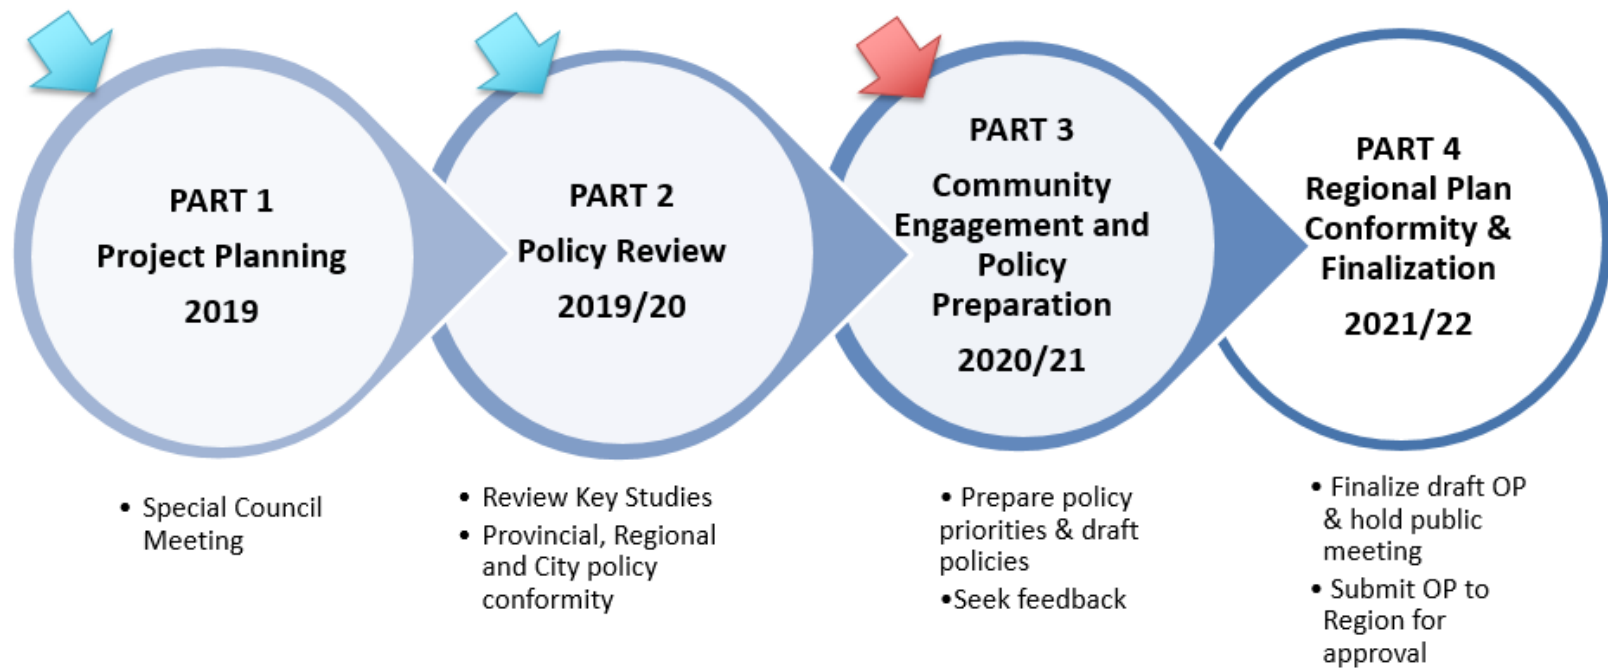 PART 1
Project Planning
2019
PART 2
Policy Review
2019/20
PART 3
Community
Engagement and
Policy
Preparation
2020/21
PART 4
Regional Plan
Conformity &
Finalization
2021/22
• Special Council
Meeting
• Review Key Studies
• Provincial, Regional
and City policy
conformity
• Prepare policy
priorities & draft
policies
•Seek feedback
• Finalize draft OP
& hold public
meeting
• Submit OP to
Region for
approval